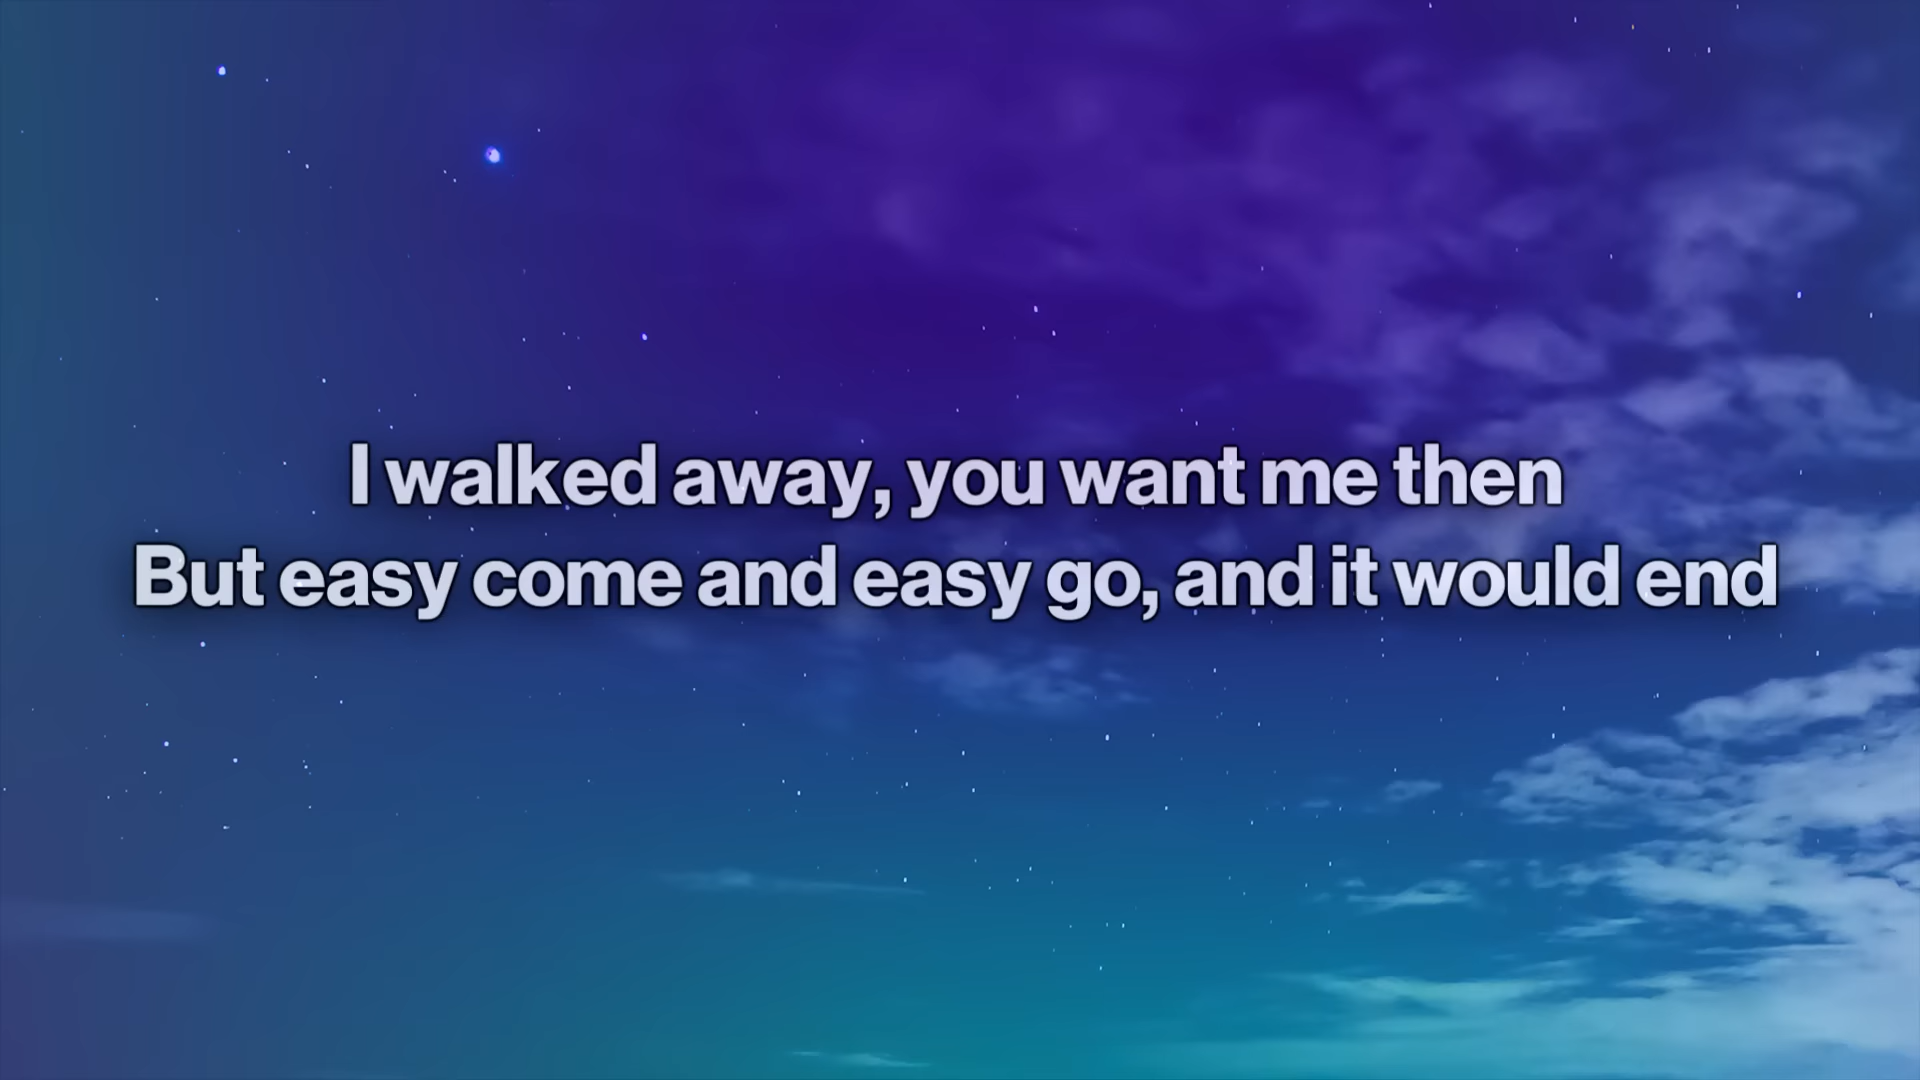 I walked away, you want me then
But easy come and easy go, and it would end